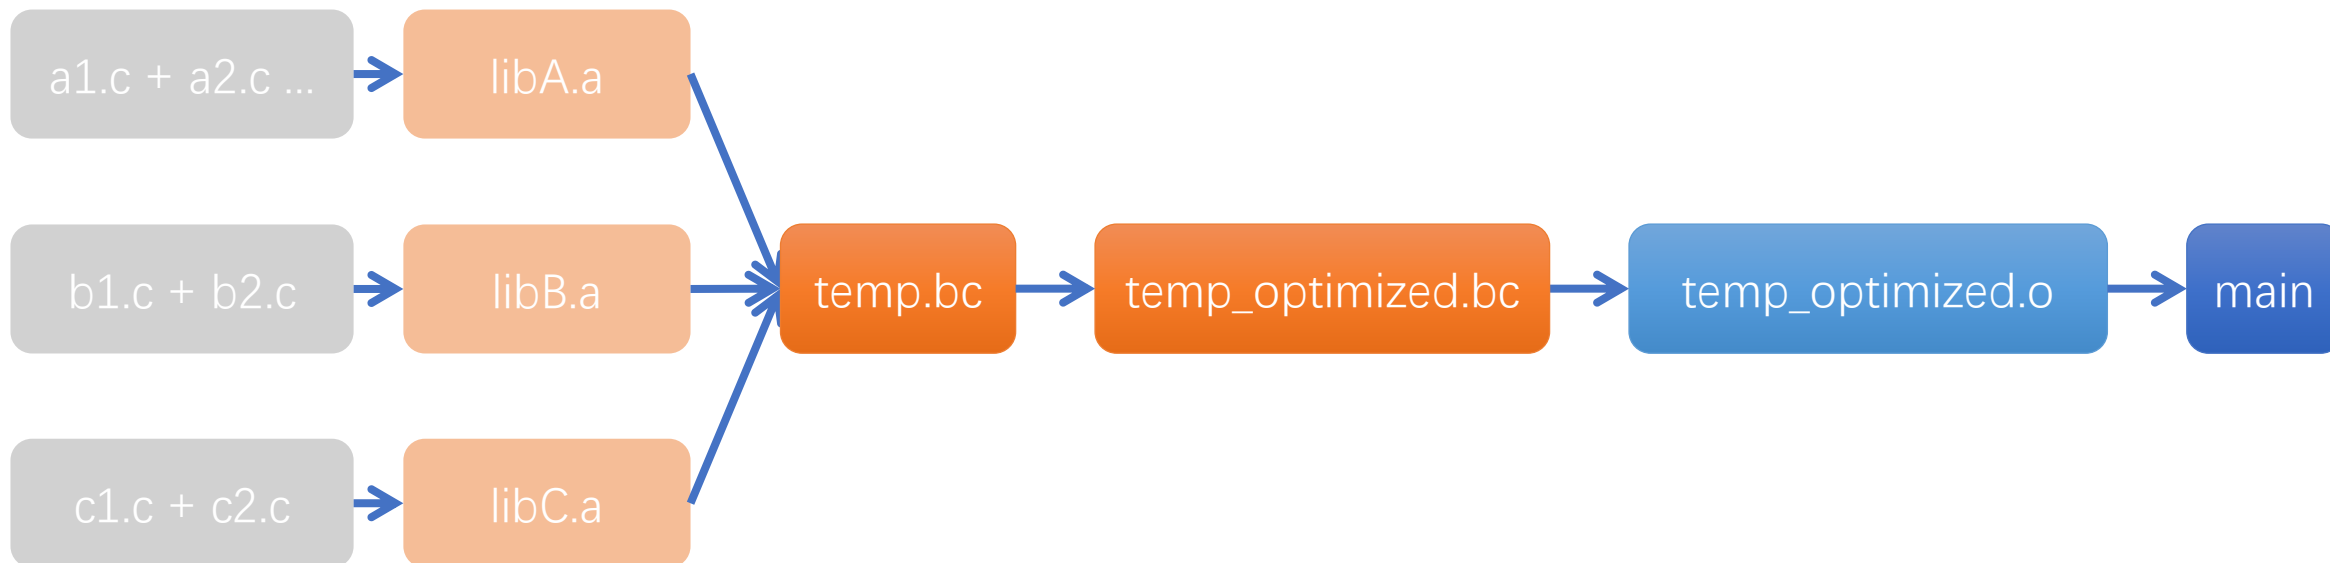 a1.c + a2.c ...
libA.a
b1.c + b2.c
libB.a
temp.bc
temp_optimized.bc
temp_optimized.o
main
c1.c + c2.c
libC.a